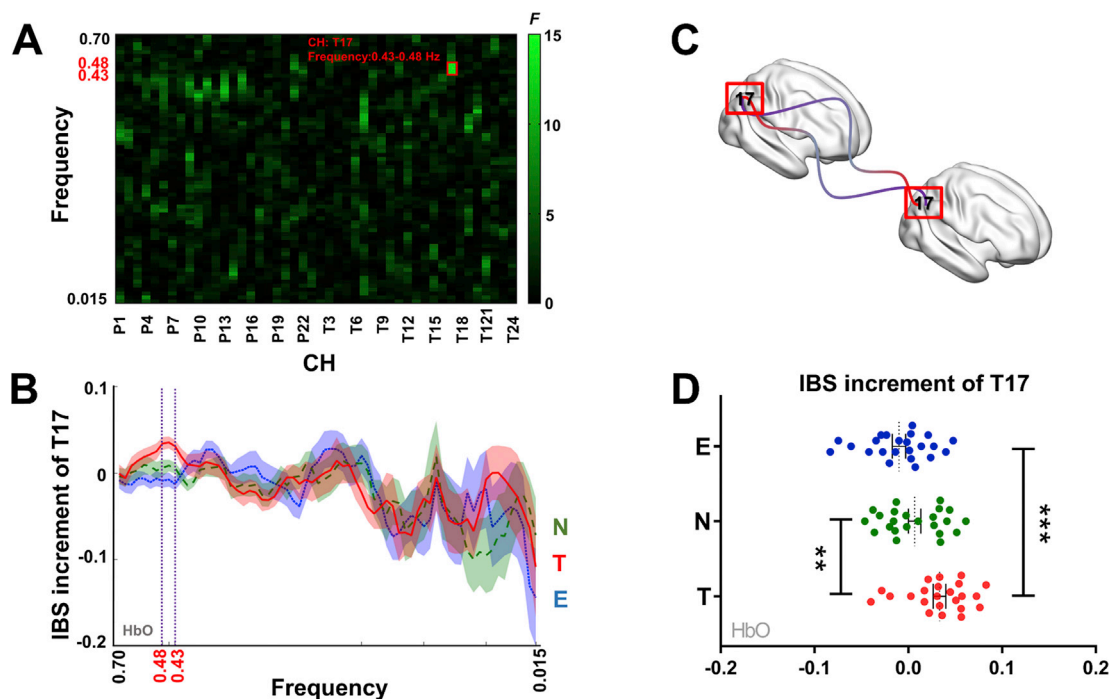 A
F
0.70
0.48
0.43
0.015
Frequency
CH: T17
Frequency:0.43-0.48 Hz
15
10
5
0
P1 P4 P7 P10 P13 P16 P19 P22 T3 T6 T9 T12 T15 T18 T121 T24
CH
C
17
17
B
IBS increment of T17
0.1
0
-0.1
-0.2
HbO
N
T
E
0.70 0.48 0.43 0.015
Frequency
D
IBS increment of T17
E
N
T
**
***
HbO
-0.2 -0.1 0.0 0.1 0.2